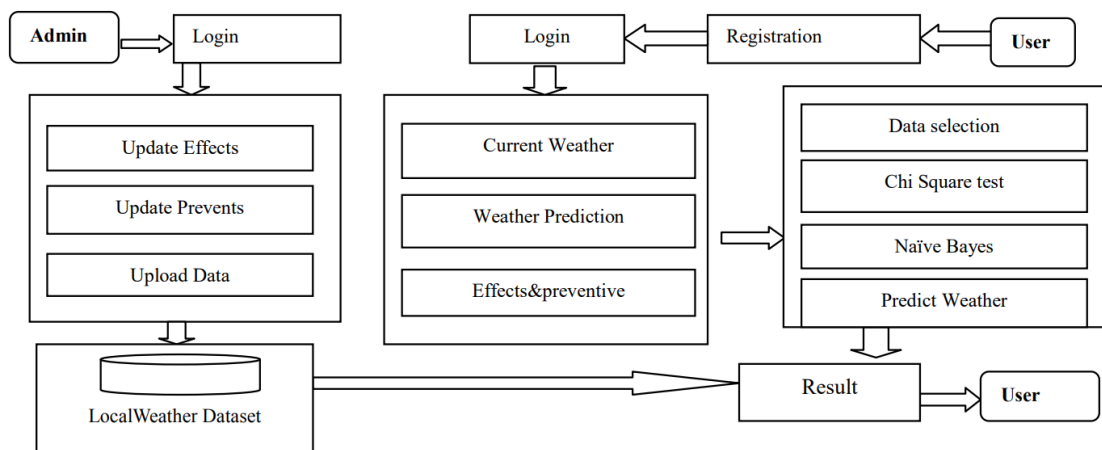 Admin
Login
Login
Registration
User
Update Effects
Update Prevents
Upload Data
Current Weather
Weather Prediction
Effects&preventive
Data selection
Chi Square test
Naïve Bayes
Predict Weather
LocalWeather Dataset
Result
User